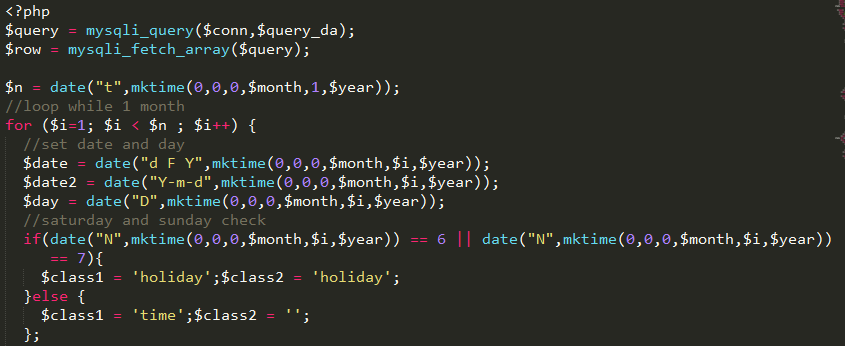 <?php
$query = mysqli_query($conn,$query_da);
$row = mysqli_fetch_array($query);
$n = date("t",mktime(0,0,0,$month,1,$year));
//loop while 1 month
for ($i=1; $i < $n ; $i++) {
//set date and day
$date = date("d F Y",mktime(0,0,0,$month,$i,$year));
$date2 = date("Y-m-d",mktime(0,0,0,$month,$i,$year));
$day = date("D",mktime(0,0,0,$month,$i,$year));
//saturday and sunday check
if(date("N",mktime(0,0,0,$month,$i,$year)) == 6 || date("N",mktime(0,0,0,$month,$i,$year))
== 7){
$class1 = 'holiday';$class2 = 'holiday';
}else {
$class1 = 'time';$class2 = '';
};